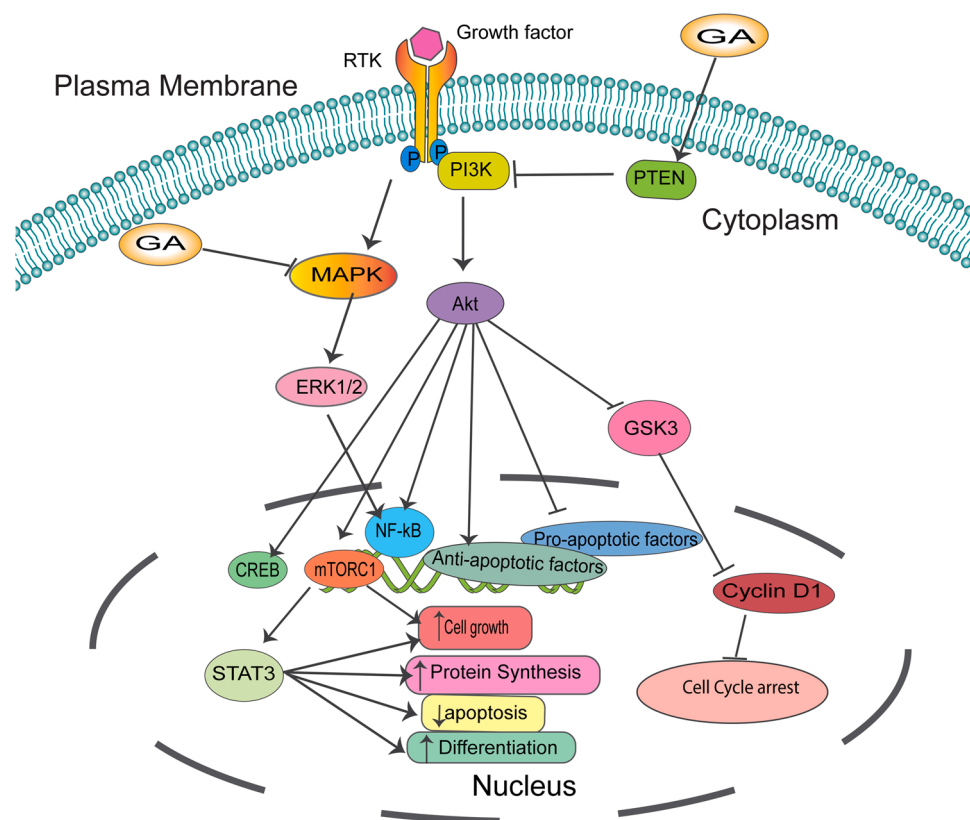 Growth factor
GA
RTK
Plasma Membrane
P
P
PI3K
PTEN
Cytoplasm
GA
MAPK
Akt
ERK1/2
GSK3
NF-kB
Pro-apoptotic factors
Anti-apoptotic factors
CREB
mTORC1
Cyclin D1
↑Cell growth
STAT3
↑Protein Synthesis
Cell Cycle arrest
↓apoptosis
↑Differentiation
Nucleus